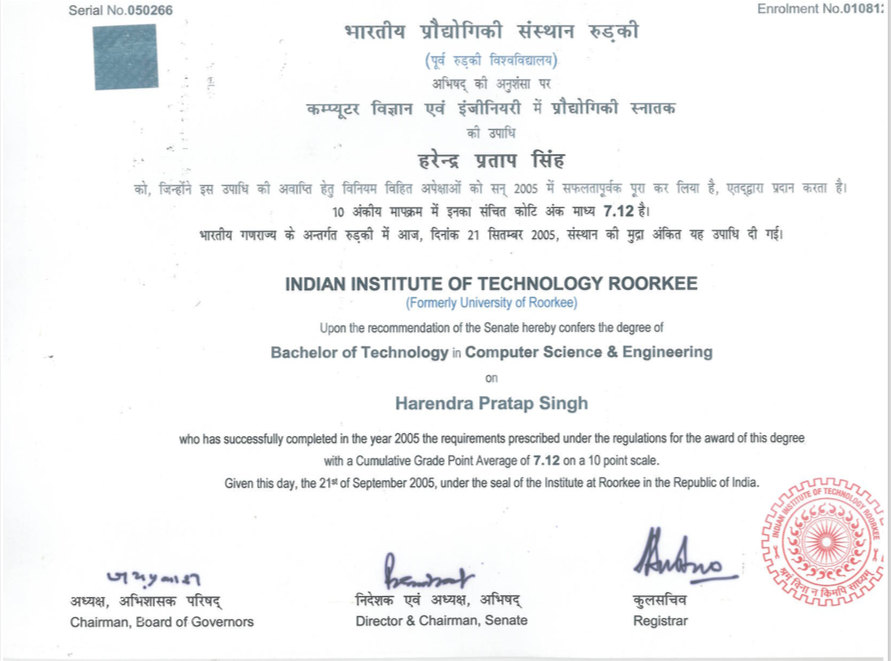 Serial No.050266
Enrolment No.01081
भारतीय प्रौद्योगिकी संस्थान रुड़की
(पूर्व रुड़की विश्वविद्यालय)
अभिषद् की अनुशंसा पर
कम्प्यूटर विज्ञान एवं इंजीनियरी में प्रौद्योगिकी स्नातक
की उपाधि
हरेन्द्र प्रताप सिंह
को, जिन्होंने इस उपाधि की अवाप्ति हेतु विनियम विहित अपेक्षाओं को सन् 2005 में सफलतापूर्वक पूरा कर लिया है, एतद्द्वारा प्रदान करता है।
10 अंकीय मापक्रम में इनका संचित कोटि अंक माध्य 7.12 है।
भारतीय गणराज्य के अन्तर्गत रुड़की में आज, दिनांक 21 सितम्बर 2005, संस्थान की मुद्रा अंकित यह उपाधि दी गई।
INDIAN INSTITUTE OF TECHNOLOGY ROORKEE
(Formerly University of Roorkee)
Upon the recommendation of the Senate hereby confers the degree of
Bachelor of Technology in Computer Science & Engineering
on
Harendra Pratap Singh
who has successfully completed in the year 2005 the requirements prescribed under the regulations for the award of this degree
with a Cumulative Grade Point Average of 7.12 on a 10 point scale.
Given this day, the 21st of September 2005, under the seal of the Institute at Roorkee in the Republic of India.
INDIAN INSTITUTE OF TECHNOLOGY ROORKEE
श्रमं विना न किमपि साध्यम्
अध्यक्ष, अभिशासक परिषद्
Chairman, Board of Governors
निदेशक एवं अध्यक्ष, अभिषद्
Director & Chairman, Senate
कुलसचिव
Registrar